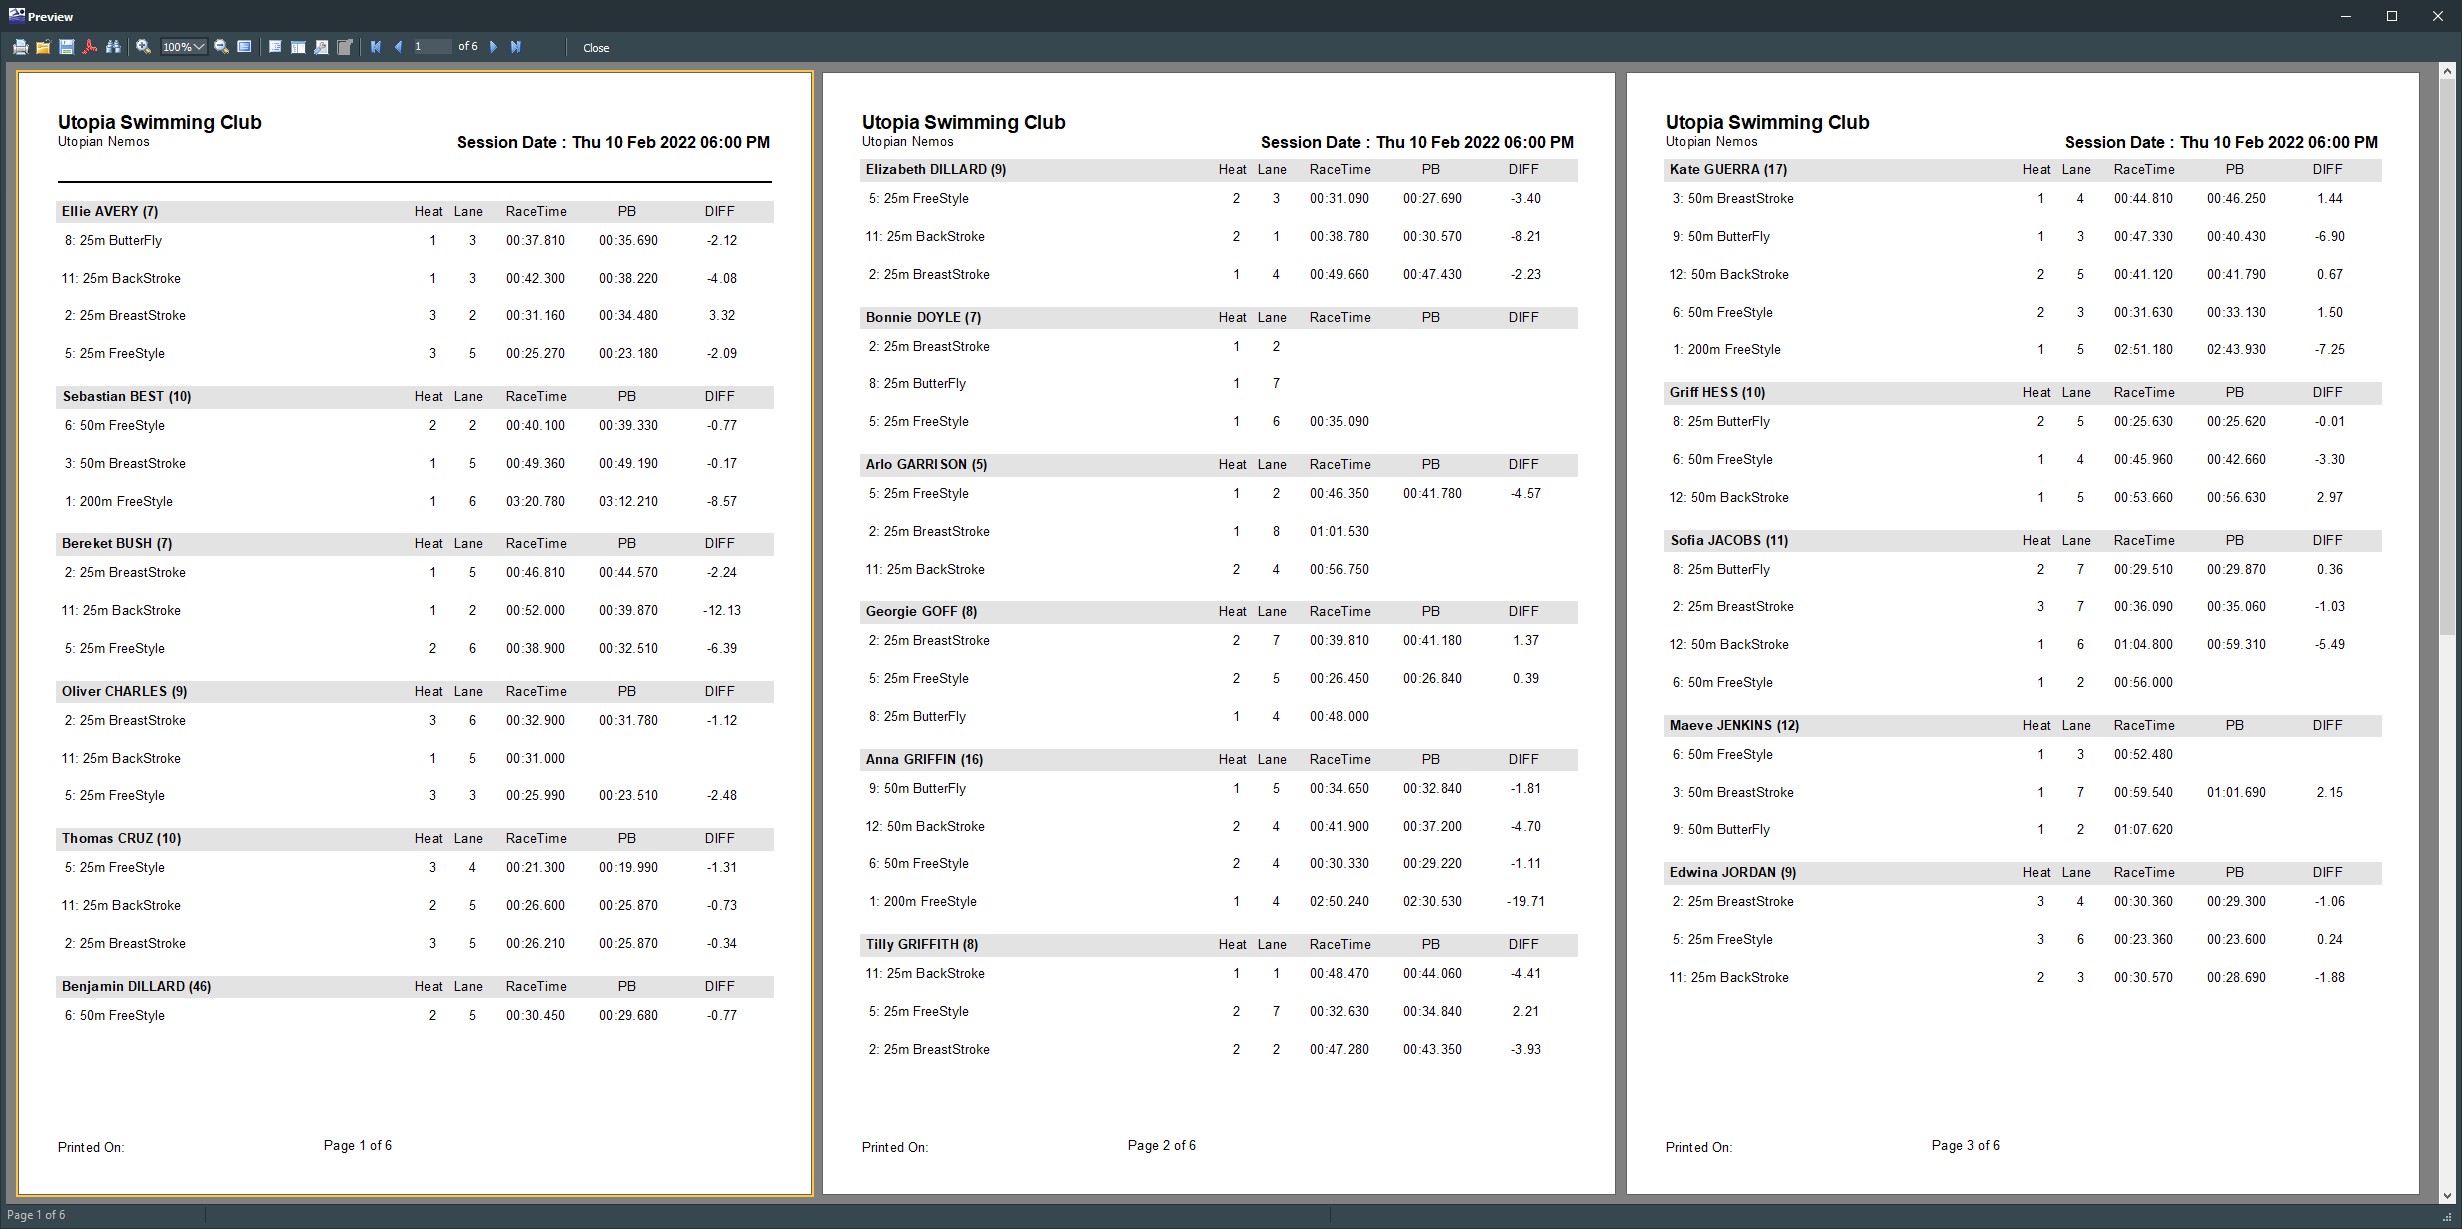 Preview
100%
1 of 6
Close
Utopia Swimming Club
Utopian Nemos
Session Date : Thu 10 Feb 2022 06:00 PM
Ellie AVERY (7) Heat Lane RaceTime PB DIFF
8: 25m ButterFly 1 3 00:37.810 00:35.690 -2.12
11: 25m BackStroke 1 3 00:42.300 00:38.220 -4.08
2: 25m BreastStroke 3 2 00:31.160 00:34.480 3.32
5: 25m FreeStyle 3 5 00:25.270 00:23.180 -2.09
Sebastian BEST (10) Heat Lane RaceTime PB DIFF
6: 50m FreeStyle 2 2 00:40.100 00:39.330 -0.77
3: 50m BreastStroke 1 5 00:49.360 00:49.190 -0.17
1: 200m FreeStyle 1 6 03:20.780 03:12.210 -8.57
Bereket BUSH (7) Heat Lane RaceTime PB DIFF
2: 25m BreastStroke 1 5 00:46.810 00:44.570 -2.24
11: 25m BackStroke 1 2 00:52.000 00:39.870 -12.13
5: 25m FreeStyle 2 6 00:38.900 00:32.510 -6.39
Oliver CHARLES (9) Heat Lane RaceTime PB DIFF
2: 25m BreastStroke 3 6 00:32.900 00:31.780 -1.12
11: 25m BackStroke 1 5 00:31.000
5: 25m FreeStyle 3 3 00:25.990 00:23.510 -2.48
Thomas CRUZ (10) Heat Lane RaceTime PB DIFF
5: 25m FreeStyle 3 4 00:21.300 00:19.990 -1.31
11: 25m BackStroke 2 5 00:26.600 00:25.870 -0.73
2: 25m BreastStroke 3 5 00:26.210 00:25.870 -0.34
Benjamin DILLARD (46) Heat Lane RaceTime PB DIFF
6: 50m FreeStyle 2 5 00:30.450 00:29.680 -0.77
Printed On: Page 1 of 6
Utopia Swimming Club
Utopian Nemos
Session Date : Thu 10 Feb 2022 06:00 PM
Elizabeth DILLARD (9) Heat Lane RaceTime PB DIFF
5: 25m FreeStyle 2 3 00:31.090 00:27.690 -3.40
11: 25m BackStroke 2 1 00:38.780 00:30.570 -8.21
2: 25m BreastStroke 1 4 00:49.660 00:47.430 -2.23
Bonnie DOYLE (7) Heat Lane RaceTime PB DIFF
2: 25m BreastStroke 1 2
8: 25m ButterFly 1 7
5: 25m FreeStyle 1 6 00:35.090
Arlo GARRISON (5) Heat Lane RaceTime PB DIFF
5: 25m FreeStyle 1 2 00:46.350 00:41.780 -4.57
2: 25m BreastStroke 1 8 01:01.530
11: 25m BackStroke 2 4 00:56.750
Georgie GOFF (8) Heat Lane RaceTime PB DIFF
2: 25m BreastStroke 2 7 00:39.810 00:41.180 1.37
5: 25m FreeStyle 2 5 00:26.450 00:26.840 0.39
8: 25m ButterFly 1 4 00:48.000
Anna GRIFFIN (16) Heat Lane RaceTime PB DIFF
9: 50m ButterFly 1 5 00:34.650 00:32.840 -1.81
12: 50m BackStroke 2 4 00:41.900 00:37.200 -4.70
6: 50m FreeStyle 2 4 00:30.330 00:29.220 -1.11
1: 200m FreeStyle 1 4 02:50.240 02:30.530 -19.71
Tilly GRIFFITH (8) Heat Lane RaceTime PB DIFF
11: 25m BackStroke 1 1 00:48.470 00:44.060 -4.41
5: 25m FreeStyle 2 7 00:32.630 00:34.840 2.21
2: 25m BreastStroke 2 2 00:47.280 00:43.350 -3.93
Printed On: Page 2 of 6
Utopia Swimming Club
Utopian Nemos
Session Date : Thu 10 Feb 2022 06:00 PM
Kate GUERRA (17) Heat Lane RaceTime PB DIFF
3: 50m BreastStroke 1 4 00:44.810 00:46.250 1.44
9: 50m ButterFly 1 3 00:47.330 00:40.430 -6.90
12: 50m BackStroke 2 5 00:41.120 00:41.790 0.67
6: 50m FreeStyle 2 3 00:31.630 00:33.130 1.50
1: 200m FreeStyle 1 5 02:51.180 02:43.930 -7.25
Griff HESS (10) Heat Lane RaceTime PB DIFF
8: 25m ButterFly 2 5 00:25.630 00:25.620 -0.01
6: 50m FreeStyle 1 4 00:45.960 00:42.660 -3.30
12: 50m BackStroke 1 5 00:53.660 00:56.630 2.97
Sofia JACOBS (11) Heat Lane RaceTime PB DIFF
8: 25m ButterFly 2 7 00:29.510 00:29.870 0.36
2: 25m BreastStroke 3 7 00:36.090 00:35.060 -1.03
12: 50m BackStroke 1 6 01:04.800 00:59.310 -5.49
6: 50m FreeStyle 1 2 00:56.000
Maeve JENKINS (12) Heat Lane RaceTime PB DIFF
6: 50m FreeStyle 1 3 00:52.480
3: 50m BreastStroke 1 7 00:59.540 01:01.690 2.15
9: 50m ButterFly 1 2 01:07.620
Edwina JORDAN (9) Heat Lane RaceTime PB DIFF
2: 25m BreastStroke 3 4 00:30.360 00:29.300 -1.06
5: 25m FreeStyle 3 6 00:23.360 00:23.600 0.24
11: 25m BackStroke 2 3 00:30.570 00:28.690 -1.88
Printed On: Page 3 of 6
Page 1 of 6